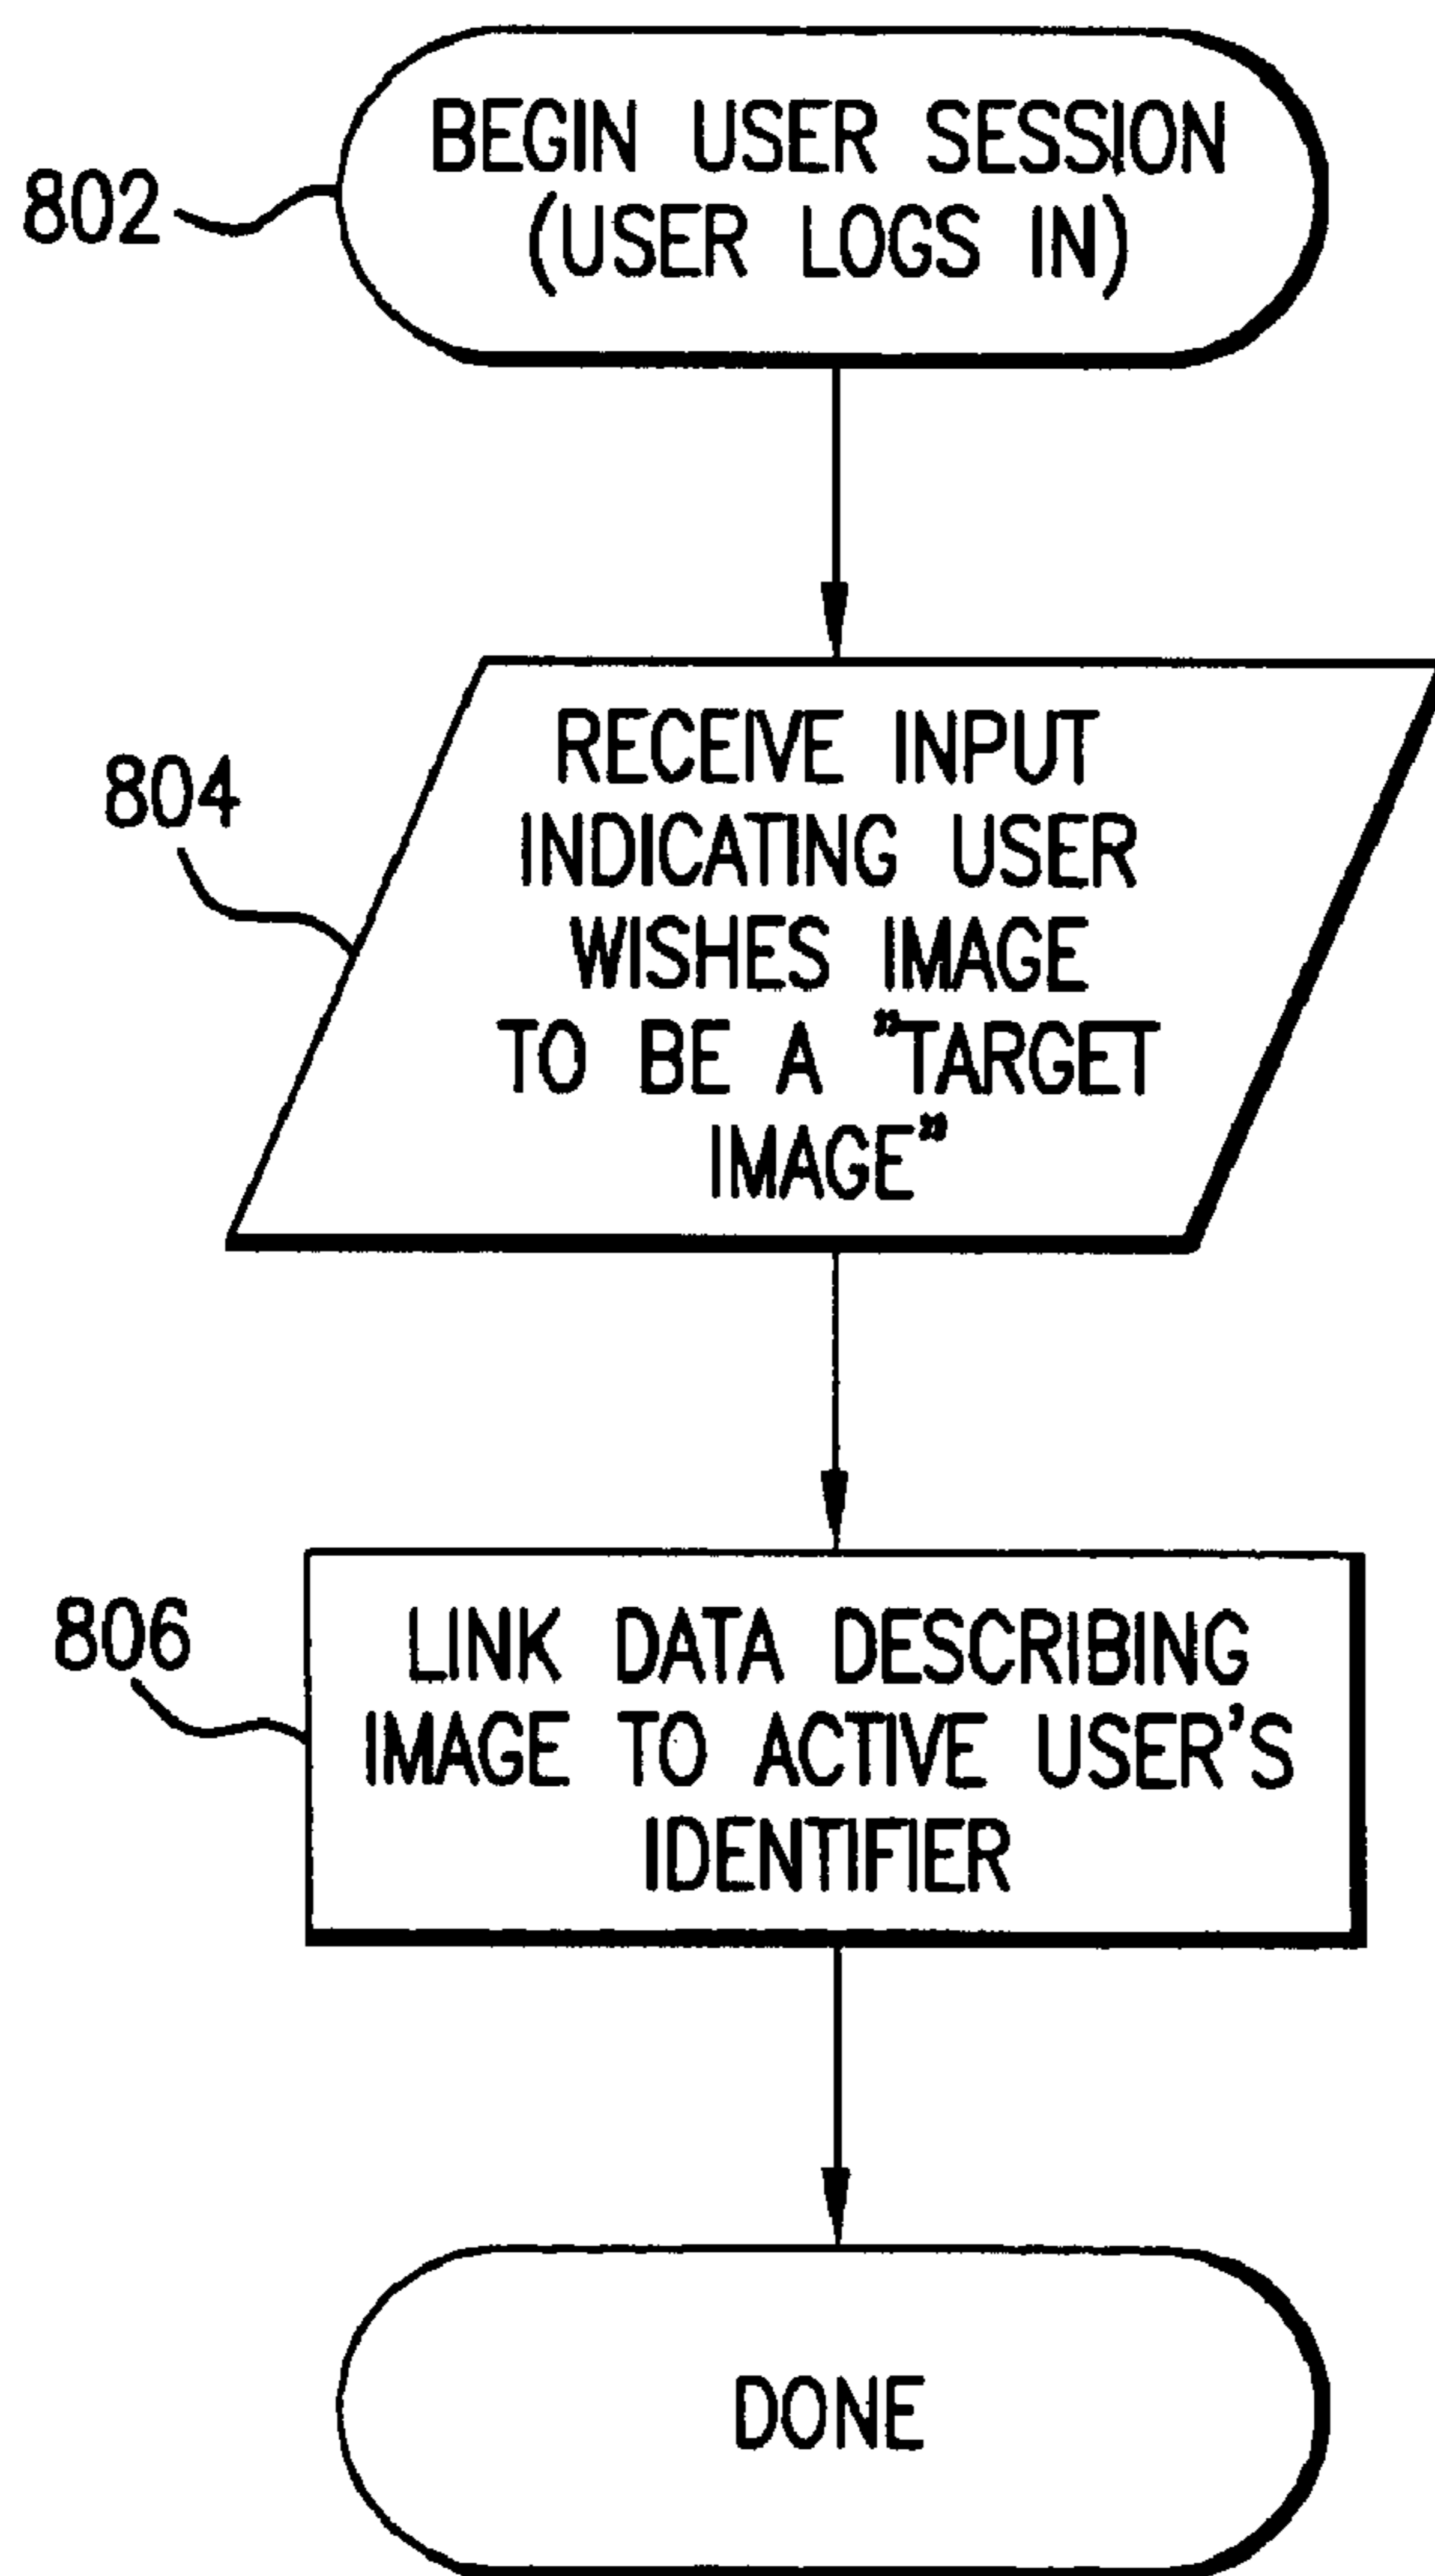 802
BEGIN USER SESSION
(USER LOGS IN)
804
RECEIVE INPUT
INDICATING USER
WISHES IMAGE
TO BE A "TARGET
IMAGE"
806
LINK DATA DESCRIBING
IMAGE TO ACTIVE USER'S
IDENTIFIER
DONE